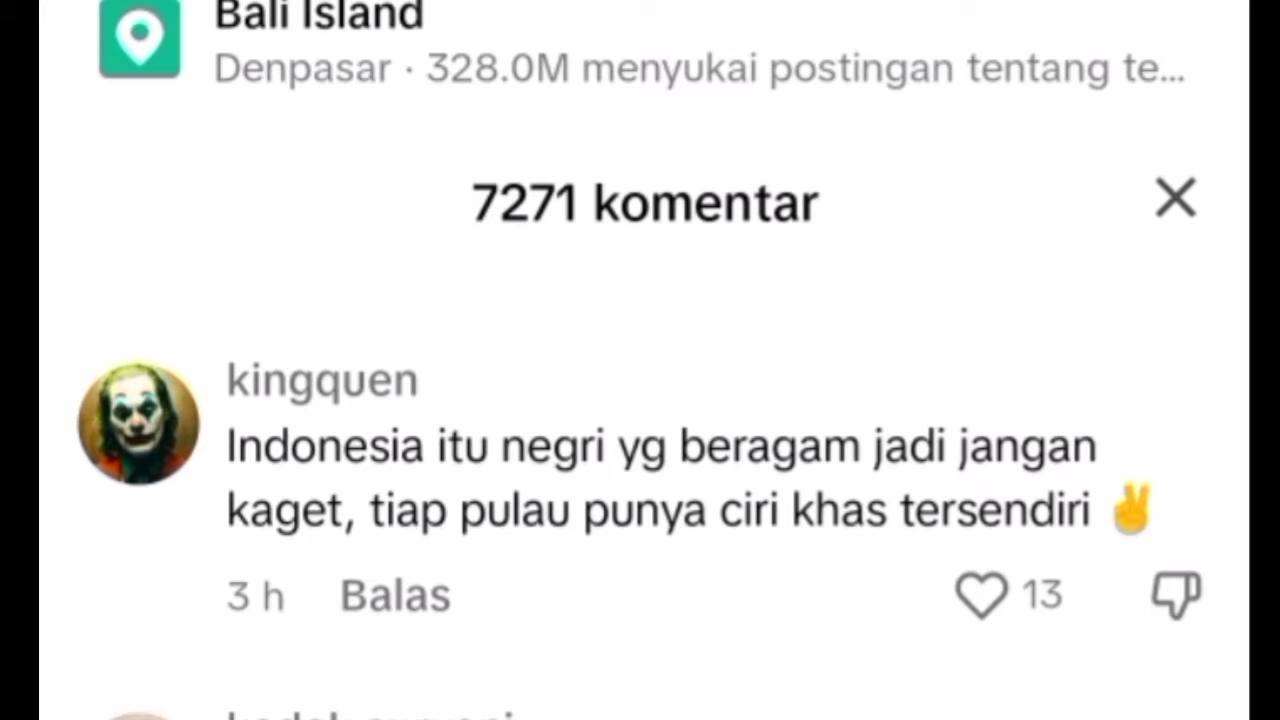 Bali Island
Denpasar · 328.0M menyukai postingan tentang te...
7271 komentar
kingquen
Indonesia itu negri yg beragam jadi jangan
kaget, tiap pulau punya ciri khas tersendiri ✌
3 h Balas 13